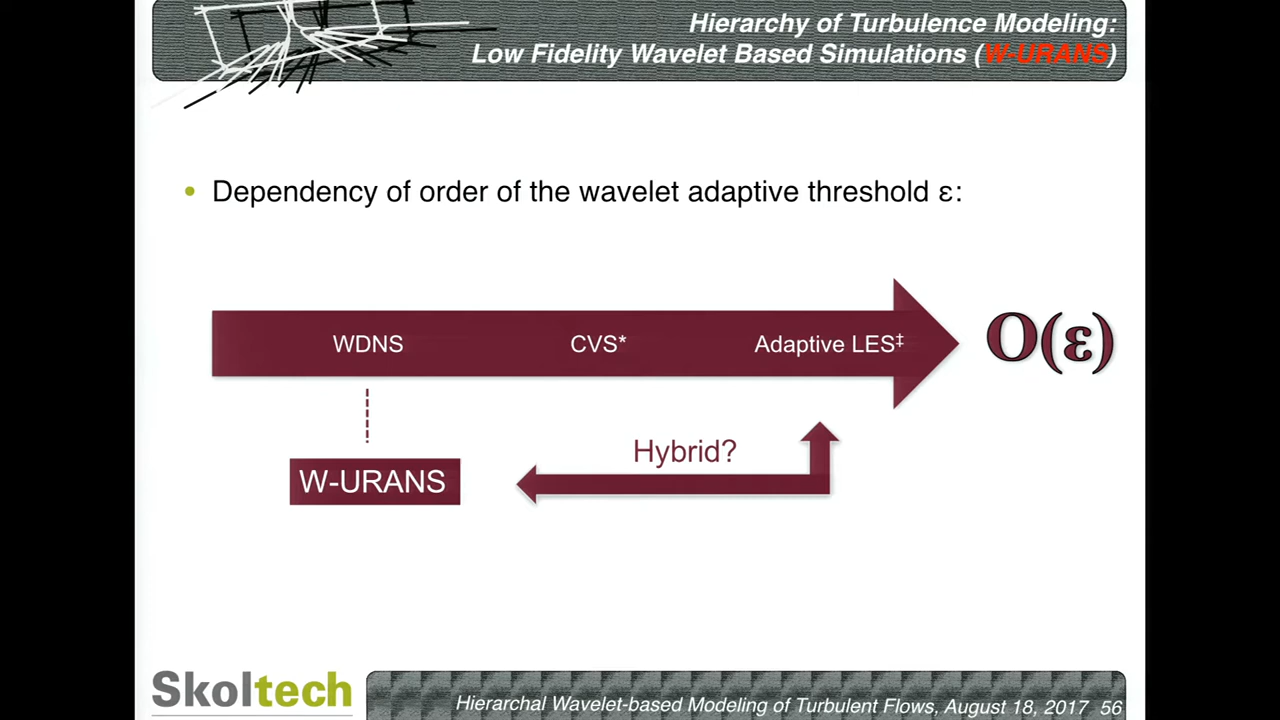 Hierarchy of Turbulence Modeling:
Low Fidelity Wavelet Based Simulations (W-URANS)
• Dependency of order of the wavelet adaptive threshold ε:
WDNS CVS* Adaptive LES‡ O(ε)
Hybrid?
W-URANS
Skoltech
Hierarchal Wavelet-based Modeling of Turbulent Flows, August 18, 2017 56